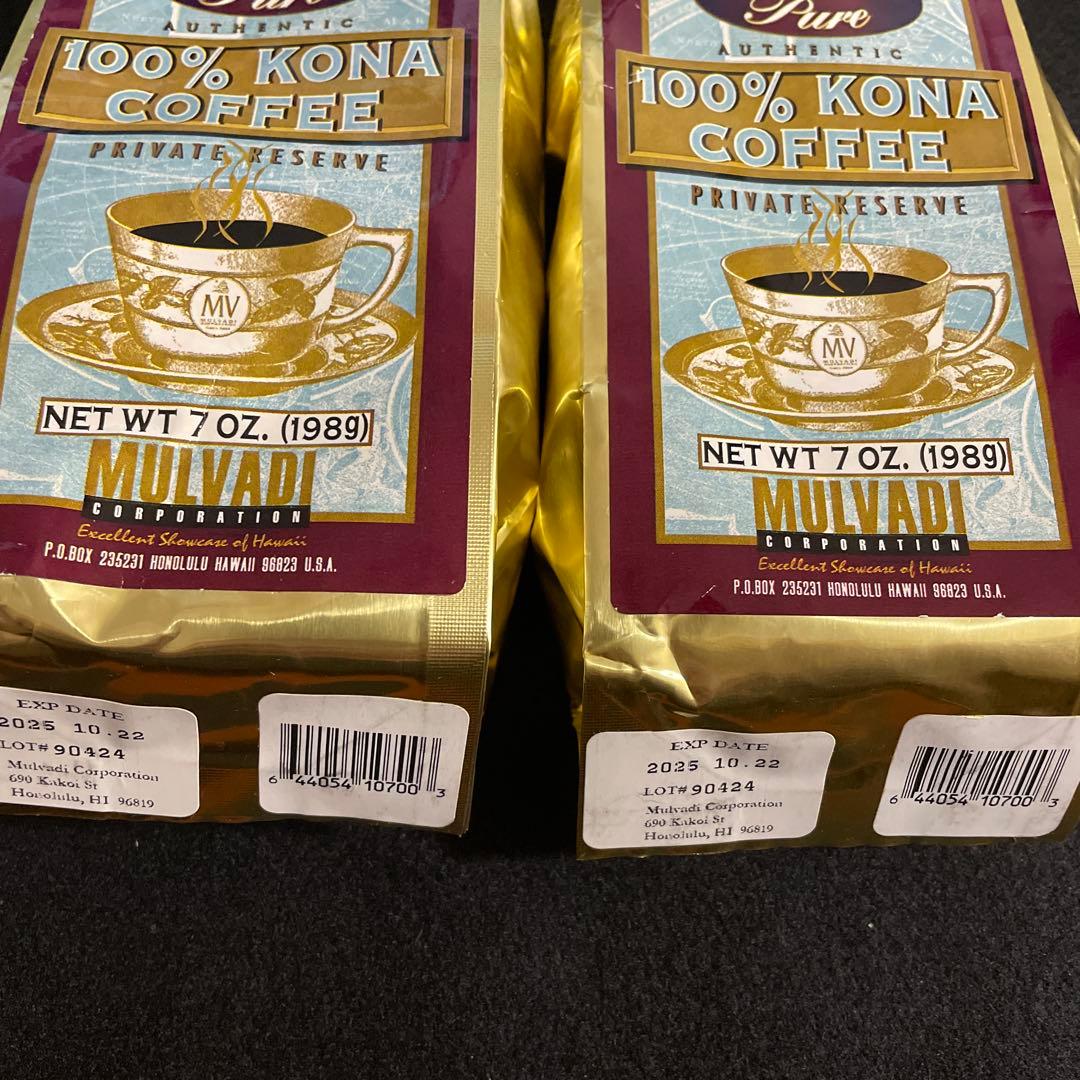 Pure
AUTHENTIC
100% KONA
COFFEE
PRIVATE RESERVE
MV
MULVADI
NET WT 7 OZ. (198g)
MULVADI
CORPORATION
Excellent Showcase of Hawaii
P.O.BOX 235231 HONOLULU HAWAII 96823 U.S.A.
EXP DATE
2025 10.22
LOT# 90424
Mulvadi Corporation
690 Kakoi St
Honolulu, HI 96819
6 44054 10700 3
Pure
AUTHENTIC
100% KONA
COFFEE
PRIVATE RESERVE
MV
MULVADI
NET WT 7 OZ. (198g)
MULVADI
CORPORATION
Excellent Showcase of Hawaii
P.O.BOX 235231 HONOLULU HAWAII 96823 U.S.A.
EXP DATE
2025 10.22
LOT# 90424
Mulvadi Corporation
690 Kakoi St
Honolulu, HI 96819
6 44054 10700 3